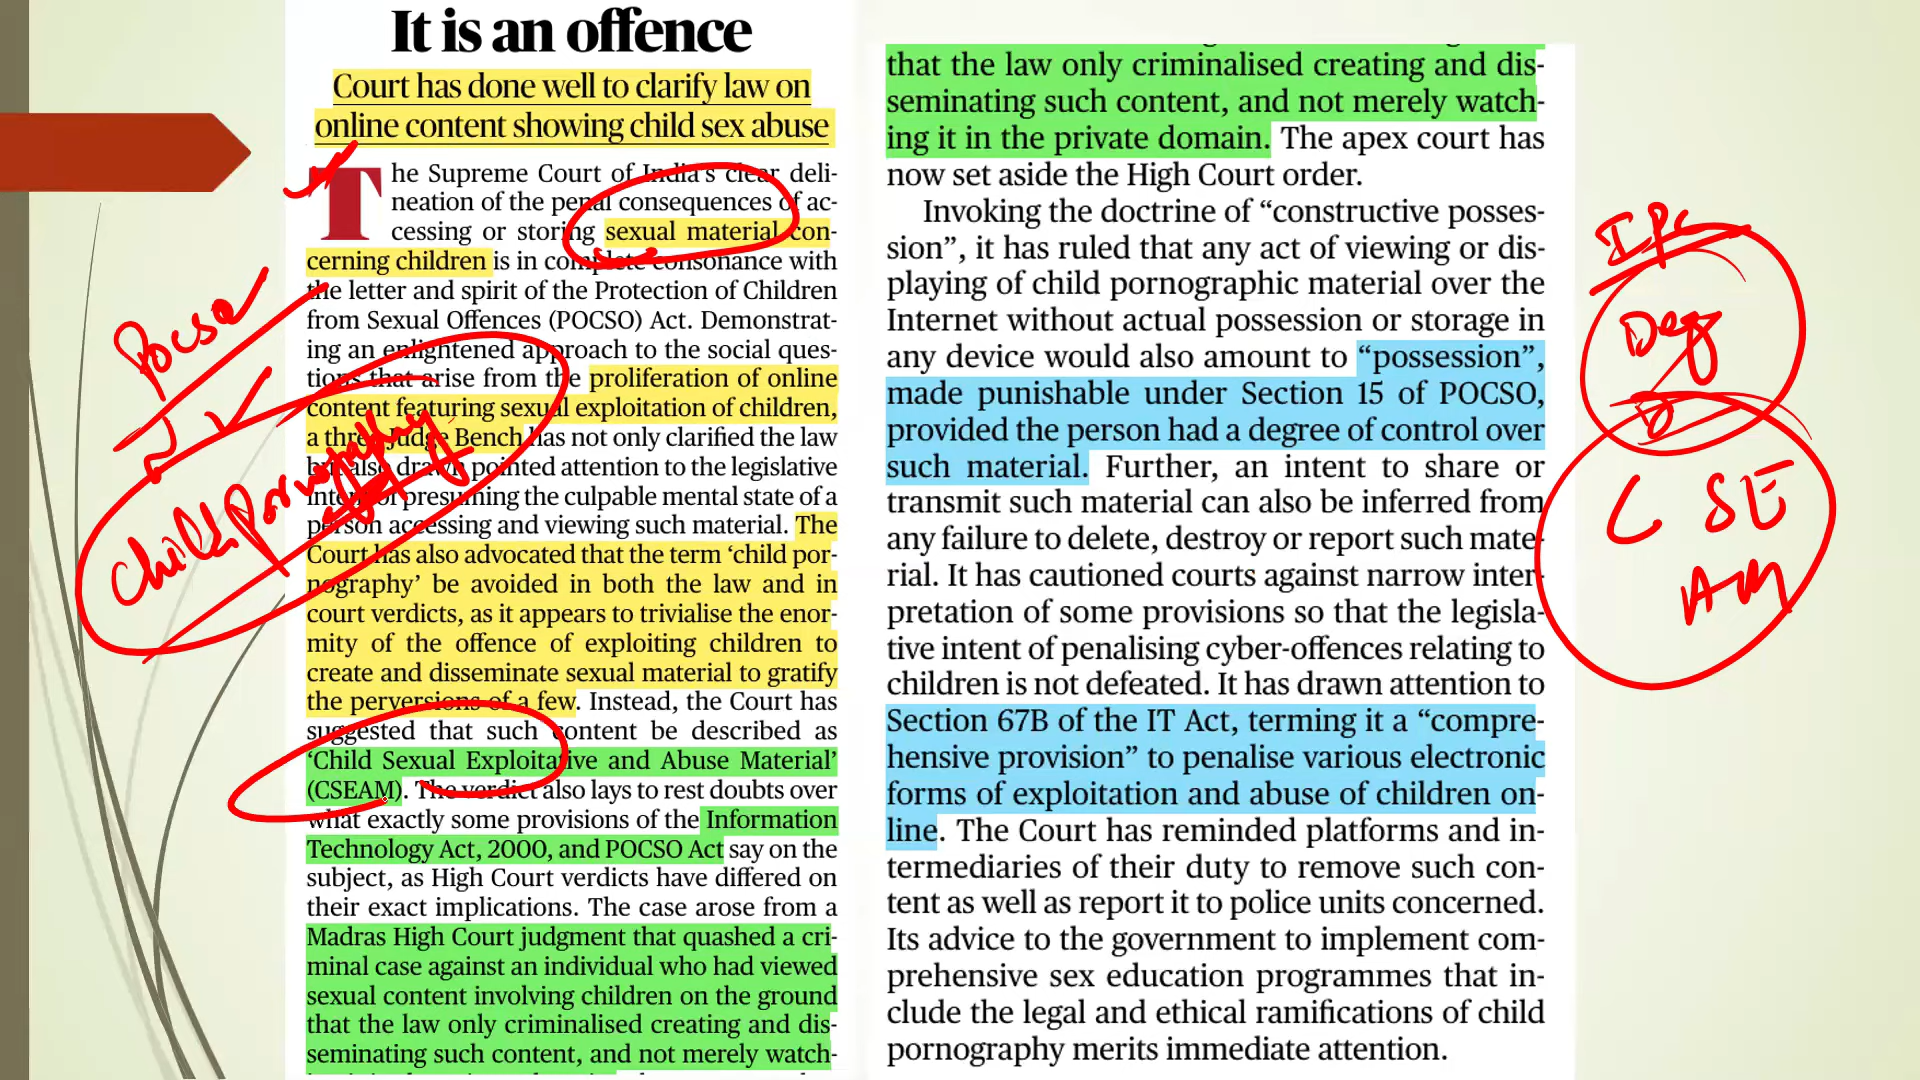 It is an offence
Court has done well to clarify law on
online content showing child sex abuse
The Supreme Court of India's clear deli-
neation of the penal consequences of ac-
cessing or storing sexual material con-
cerning children is in complete consonance with
the letter and spirit of the Protection of Children
from Sexual Offences (POCSO) Act. Demonstrat-
ing an enlightened approach to the social ques-
tions that arise from the proliferation of online
content featuring sexual exploitation of children,
a three Judge Bench has not only clarified the law
but also drawn pointed attention to the legislative
intent of presuming the culpable mental state of a
person accessing and viewing such material. The
Court has also advocated that the term ‘child por-
nography’ be avoided in both the law and in
court verdicts, as it appears to trivialise the enor-
mity of the offence of exploiting children to
create and disseminate sexual material to gratify
the perversions of a few. Instead, the Court has
suggested that such content be described as
‘Child Sexual Exploitative and Abuse Material’
(CSEAM). The verdict also lays to rest doubts over
what exactly some provisions of the Information
Technology Act, 2000, and POCSO Act say on the
subject, as High Court verdicts have differed on
their exact implications. The case arose from a
Madras High Court judgment that quashed a cri-
minal case against an individual who had viewed
sexual content involving children on the ground
that the law only criminalised creating and dis-
seminating such content, and not merely watch-
that the law only criminalised creating and dis-
seminating such content, and not merely watch-
ing it in the private domain. The apex court has
now set aside the High Court order.
Invoking the doctrine of “constructive posses-
sion”, it has ruled that any act of viewing or dis-
playing of child pornographic material over the
Internet without actual possession or storage in
any device would also amount to “possession”,
made punishable under Section 15 of POCSO,
provided the person had a degree of control over
such material. Further, an intent to share or
transmit such material can also be inferred from
any failure to delete, destroy or report such mate-
rial. It has cautioned courts against narrow inter-
pretation of some provisions so that the legisla-
tive intent of penalising cyber-offences relating to
children is not defeated. It has drawn attention to
Section 67B of the IT Act, terming it a “compre-
hensive provision” to penalise various electronic
forms of exploitation and abuse of children on-
line. The Court has reminded platforms and in-
termediaries of their duty to remove such con-
tent as well as report it to police units concerned.
Its advice to the government to implement com-
prehensive sex education programmes that in-
clude the legal and ethical ramifications of child
pornography merits immediate attention.
Pocso
Child Pornography
IPC
C SE
AM